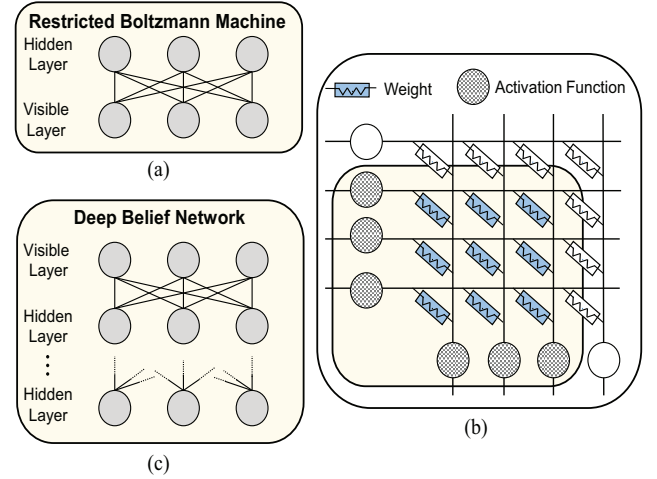 Restricted Boltzmann Machine
Hidden
Layer
Visible
Layer
(a)
Deep Belief Network
Visible
Layer
Hidden
Layer
Hidden
Layer
(c)
Weight
Activation Function
(b)